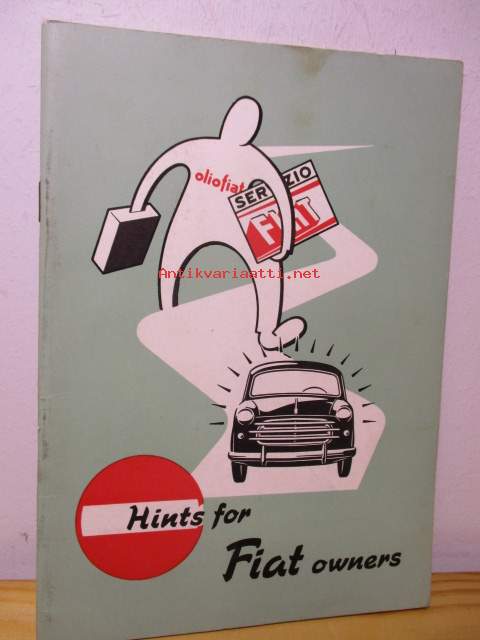 oliofiat
SERVIZIO
FIAT
Antikvariaatti.net
Hints for
Fiat owners